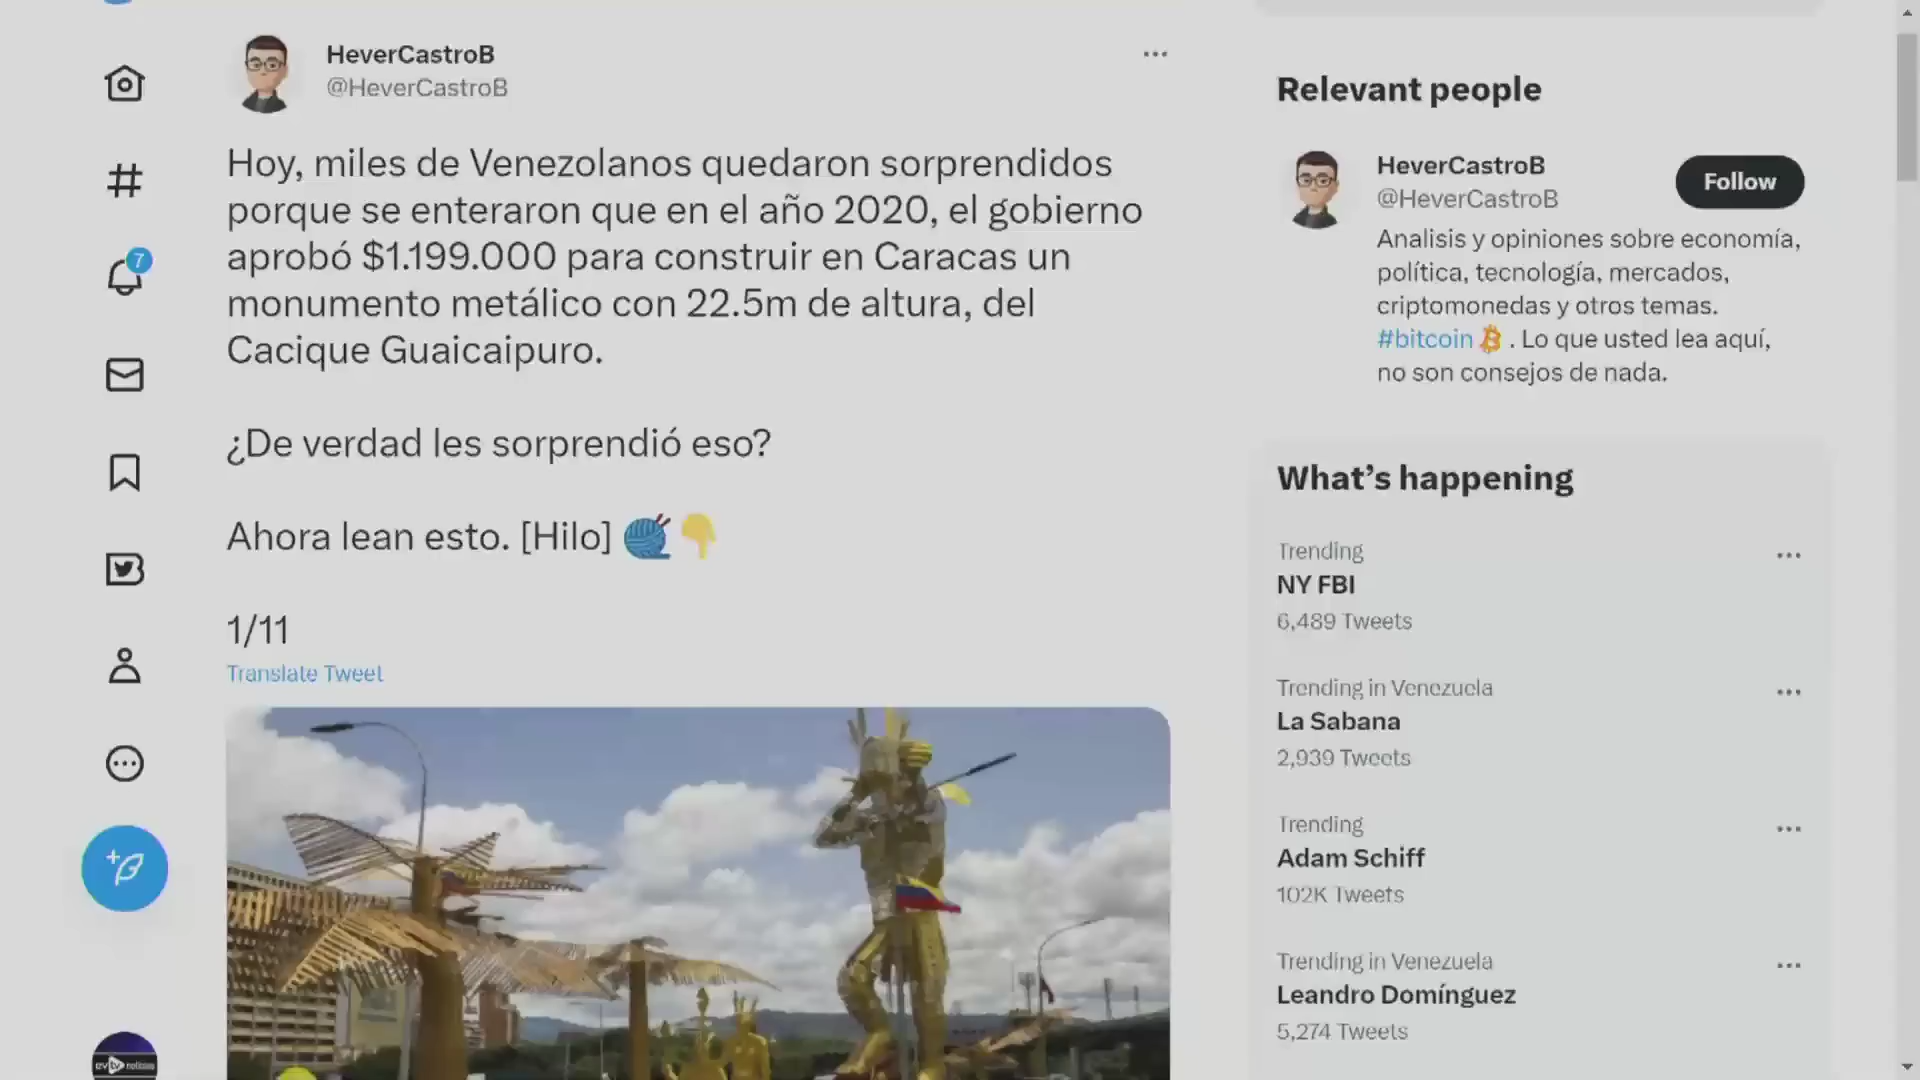 HeverCastroB
@HeverCastroB
Hoy, miles de Venezolanos quedaron sorprendidos
porque se enteraron que en el año 2020, el gobierno
aprobó $1.199.000 para construir en Caracas un
monumento metálico con 22.5m de altura, del
Cacique Guaicaipuro.
¿De verdad les sorprendió eso?
Ahora lean esto. [Hilo]
1/11
Translate Tweet
7
evtv noticias
Relevant people
HeverCastroB
@HeverCastroB
Follow
Analisis y opiniones sobre economía,
política, tecnología, mercados,
criptomonedas y otros temas.
#bitcoin . Lo que usted lea aquí,
no son consejos de nada.
What's happening
Trending
NY FBI
6,489 Tweets
Trending in Venezuela
La Sabana
2,939 Tweets
Trending
Adam Schiff
102K Tweets
Trending in Venezuela
Leandro Domínguez
5,274 Tweets